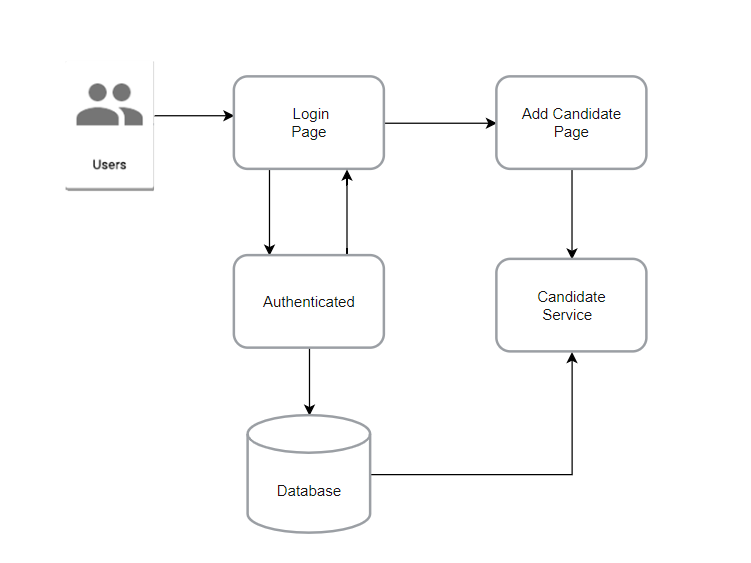 Users
Login
Page
Add Candidate
Page
Authenticated
Candidate
Service
Database